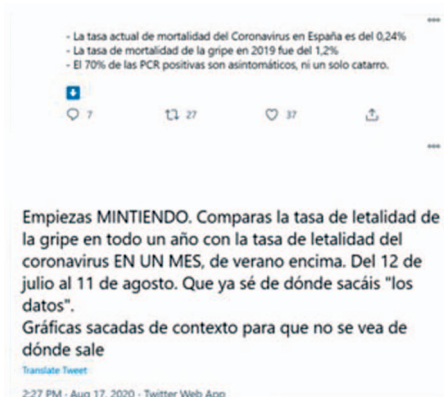 - La tasa actual de mortalidad del Coronavirus en España es del 0,24%
- La tasa de mortalidad de la gripe en 2019 fue del 1,2%
- El 70% de las PCR positivas son asintomáticos, ni un solo catarro.
7 27 37
Empiezas MINTIENDO. Comparas la tasa de letalidad de
la gripe en todo un año con la tasa de letalidad del
coronavirus EN UN MES, de verano encima. Del 12 de
julio al 11 de agosto. Que ya sé de dónde sacáis "los
datos".
Gráficas sacadas de contexto para que no se vea de
dónde sale
Translate Tweet
2:27 PM · Aug 17, 2020 · Twitter Web App